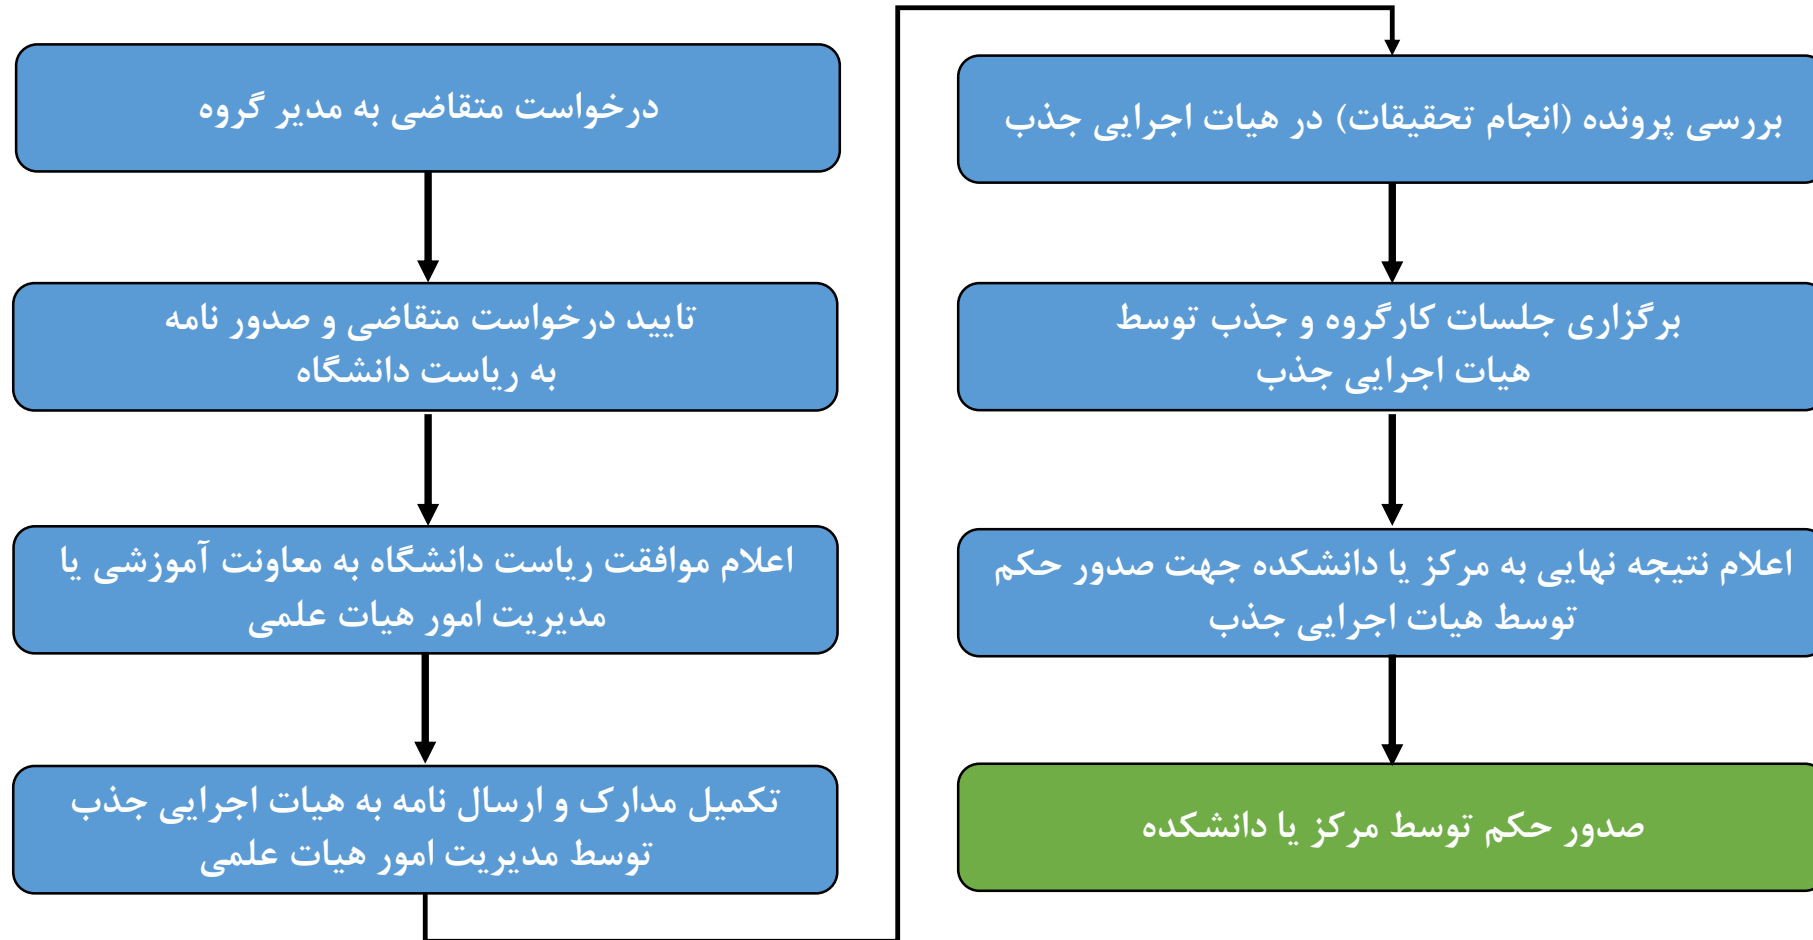 درخواست متقاضی به مدیر گروه
تایید درخواست متقاضی و صدور نامه
به ریاست دانشگاه
اعلام موافقت ریاست دانشگاه به معاونت آموزشی یا
مدیریت امور هیات علمی
تکمیل مدارک و ارسال نامه به هیات اجرایی جذب
توسط مدیریت امور هیات علمی
بررسی پرونده (انجام تحقیقات) در هیات اجرایی جذب
برگزاری جلسات کارگروه و جذب توسط
هیات اجرایی جذب
اعلام نتیجه نهایی به مرکز یا دانشکده جهت صدور حکم
توسط هیات اجرایی جذب
صدور حکم توسط مرکز یا دانشکده